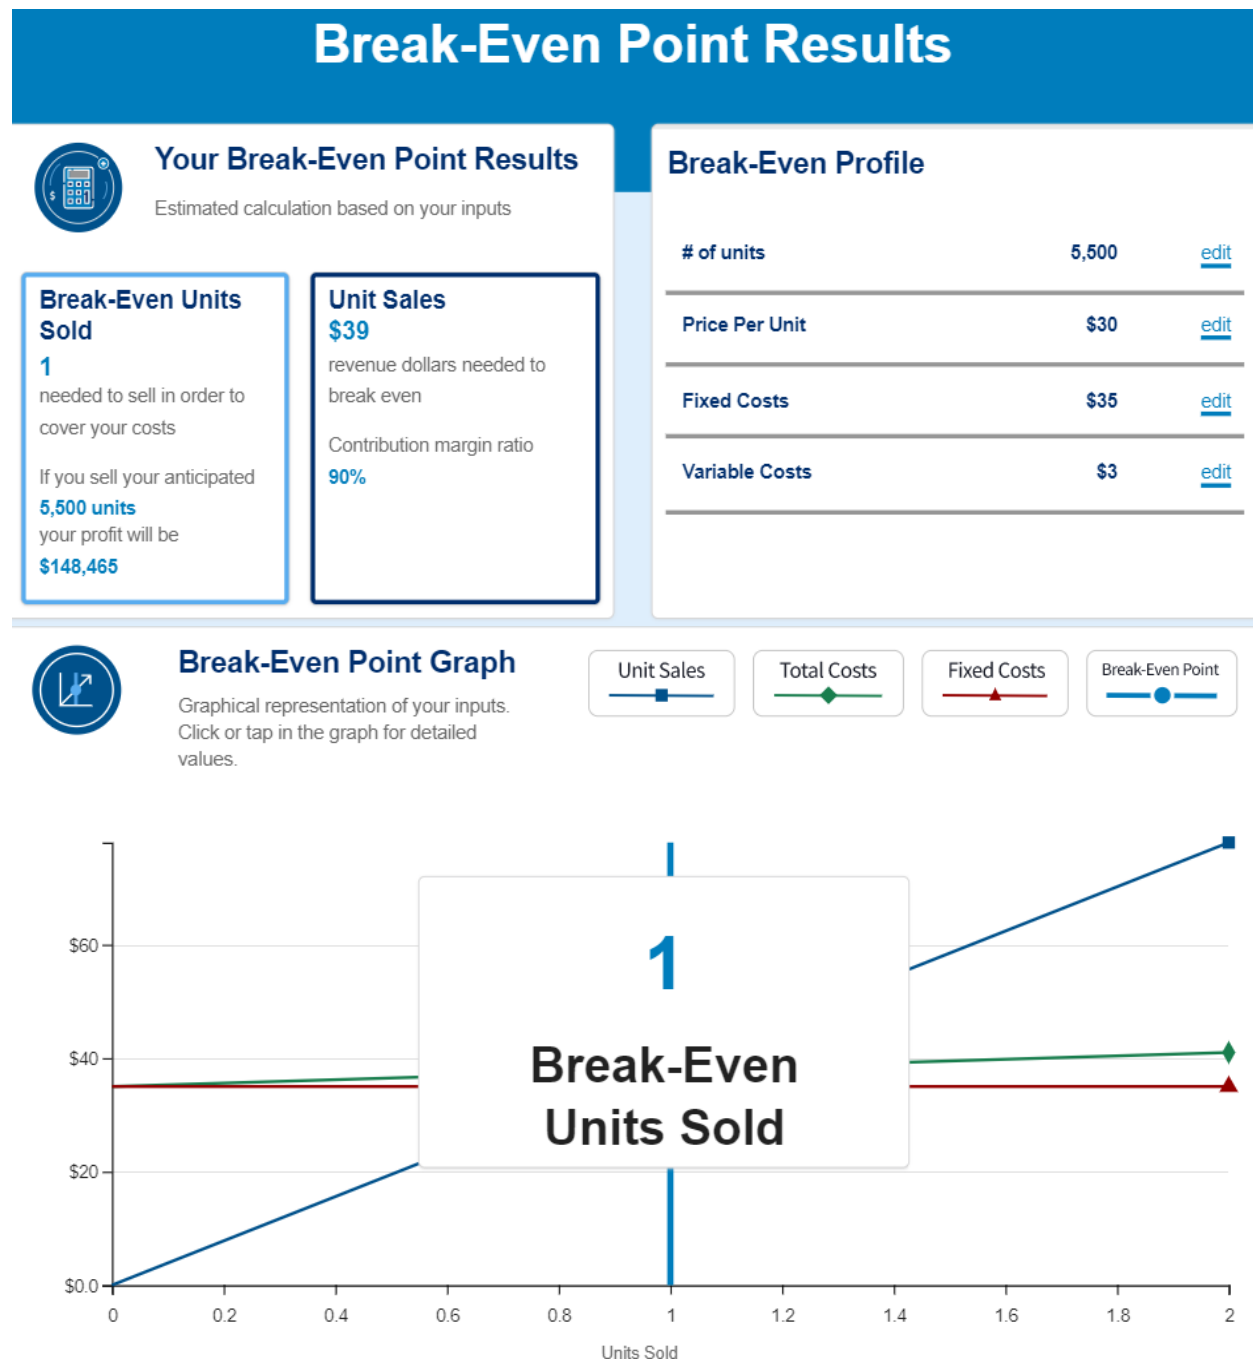 Break-Even Point Results
Your Break-Even Point Results
Estimated calculation based on your inputs
Break-Even Units
Sold
1
needed to sell in order to
cover your costs
If you sell your anticipated
5,500 units
your profit will be
$148,465
Unit Sales
$39
revenue dollars needed to
break even
Contribution margin ratio
90%
Break-Even Profile
# of units 5,500 edit
Price Per Unit $30 edit
Fixed Costs $35 edit
Variable Costs $3 edit
Break-Even Point Graph
Graphical representation of your inputs.
Click or tap in the graph for detailed
values.
Unit Sales
Total Costs
Fixed Costs
Break-Even Point
$60
$40
$20
$0.0
1
Break-Even
Units Sold
0 0.2 0.4 0.6 0.8 1 1.2 1.4 1.6 1.8 2
Units Sold